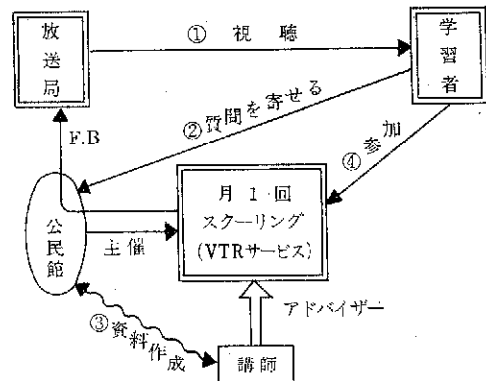 放送局
① 視聴
学習者
F.B
②質問を寄せる
④参加
月1回
スクーリング
(VTRサービス)
公民館
主催
③資料作成
アドバイザー
講師